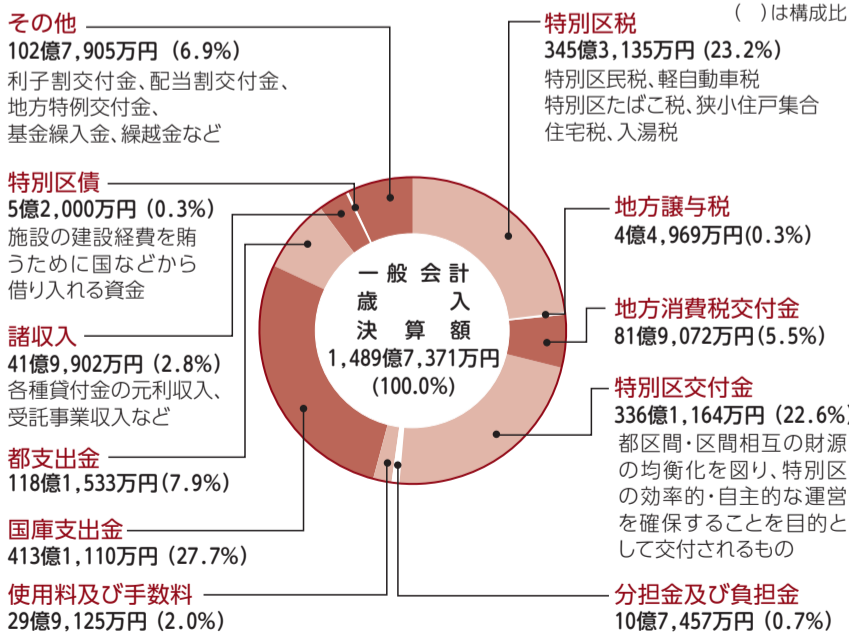 ( )は構成比
その他
102億7,905万円 (6.9%)
利子割交付金、配当割交付金、
地方特例交付金、
基金繰入金、繰越金など
特別区債
5億2,000万円 (0.3%)
施設の建設経費を賄
うために国などから
借り入れる資金
諸収入
41億9,902万円 (2.8%)
各種貸付金の元利収入、
受託事業収入など
都支出金
118億1,533万円(7.9%)
国庫支出金
413億1,110万円 (27.7%)
使用料及び手数料
29億9,125万円 (2.0%)
一般会計
歳入
決算額
1,489億7,371万円
(100.0%)
特別区税
345億3,135万円 (23.2%)
特別区民税、軽自動車税
特別区たばこ税、狭小住戸集合
住宅税、入湯税
地方譲与税
4億4,969万円(0.3%)
地方消費税交付金
81億9,072万円(5.5%)
特別区交付金
336億1,164万円 (22.6%)
都区間・区間相互の財源
の均衡化を図り、特別区
の効率的・自主的な運営
を確保することを目的と
して交付されるもの
分担金及び負担金
10億7,457万円 (0.7%)